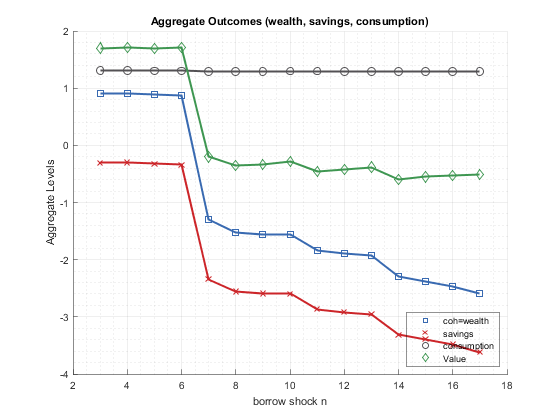 Aggregate Outcomes (wealth, savings, consumption)
2
1
0
-1
-2
-3
-4
Aggregate Levels
2 4 6 8 10 12 14 16 18
borrow shock n
coh=wealth
savings
consumption
Value